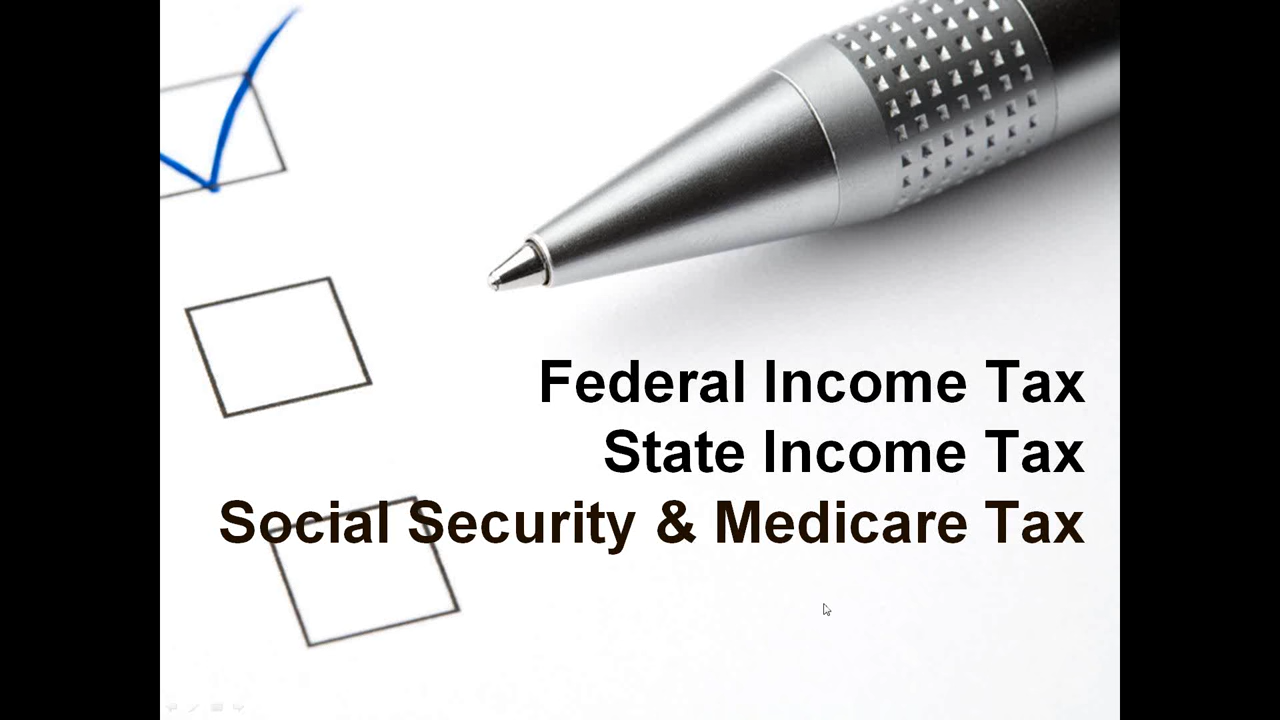 Federal Income Tax
State Income Tax
Social Security & Medicare Tax